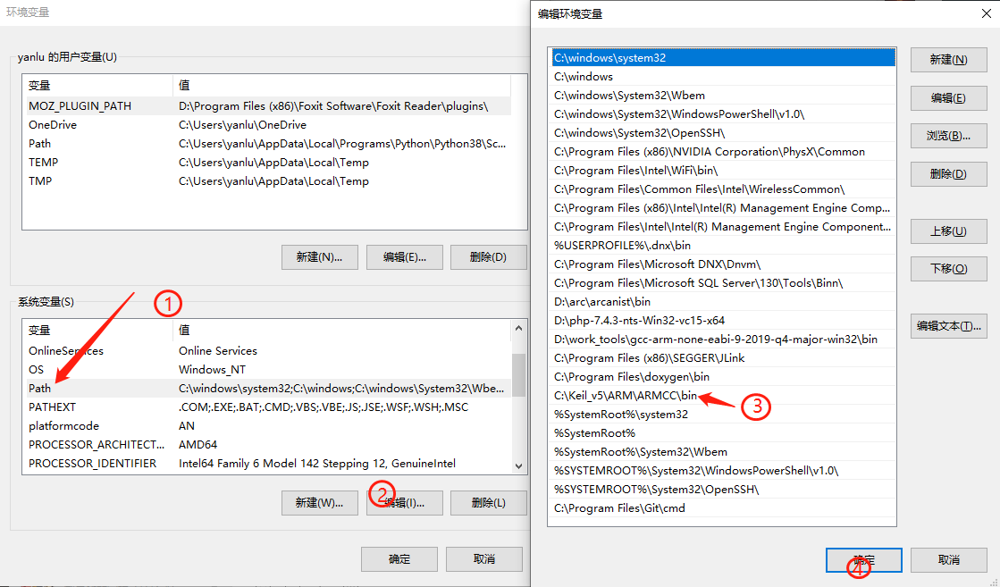 环境变量
yanlu 的用户变量(U)
变量 值
MOZ_PLUGIN_PATH D:\Program Files (x86)\Foxit Software\Foxit Reader\plugins\
OneDrive C:\Users\yanlu\OneDrive
Path C:\Users\yanlu\AppData\Local\Programs\Python\Python38\Sc...
TEMP C:\Users\yanlu\AppData\Local\Temp
TMP C:\Users\yanlu\AppData\Local\Temp
新建(N)... 编辑(E)... 删除(D)
系统变量(S)
①
变量 值
OnlineServices Online Services
OS Windows_NT
Path C:\windows\system32;C:\windows;C:\windows\System32\Wbe...
PATHEXT .COM;.EXE;.BAT;.CMD;.VBS;.VBE;.JS;.JSE;.WSF;.WSH;.MSC
platformcode AN
PROCESSOR_ARCHITECT... AMD64
PROCESSOR_IDENTIFIER Intel64 Family 6 Model 142 Stepping 12, GenuineIntel
②
新建(W)... 编辑(I)... 删除(L)
确定 取消
编辑环境变量
C:\windows\system32
C:\windows
C:\windows\System32\Wbem
C:\windows\System32\WindowsPowerShell\v1.0\
C:\windows\System32\OpenSSH\
C:\Program Files (x86)\NVIDIA Corporation\PhysX\Common
C:\Program Files\Intel\WiFi\bin\
C:\Program Files\Common Files\Intel\WirelessCommon\
C:\Program Files (x86)\Intel\Intel(R) Management Engine Comp...
C:\Program Files\Intel\Intel(R) Management Engine Component...
%USERPROFILE%\.dnx\bin
C:\Program Files\Microsoft DNX\Dnvm\
C:\Program Files\Microsoft SQL Server\130\Tools\Binn\
D:\arc\arcanist\bin
D:\php-7.4.3-nts-Win32-vc15-x64
D:\work_tools\gcc-arm-none-eabi-9-2019-q4-major-win32\bin
C:\Program Files (x86)\SEGGER\JLink
C:\Program Files\doxygen\bin
C:\Keil_v5\ARM\ARMCC\bin
③
%SystemRoot%\system32
%SystemRoot%
%SystemRoot%\System32\Wbem
%SYSTEMROOT%\System32\WindowsPowerShell\v1.0\
%SYSTEMROOT%\System32\OpenSSH\
C:\Program Files\Git\cmd
新建(N)
编辑(E)
浏览(B)...
删除(D)
上移(U)
下移(O)
编辑文本(T)...
确定 取消
④